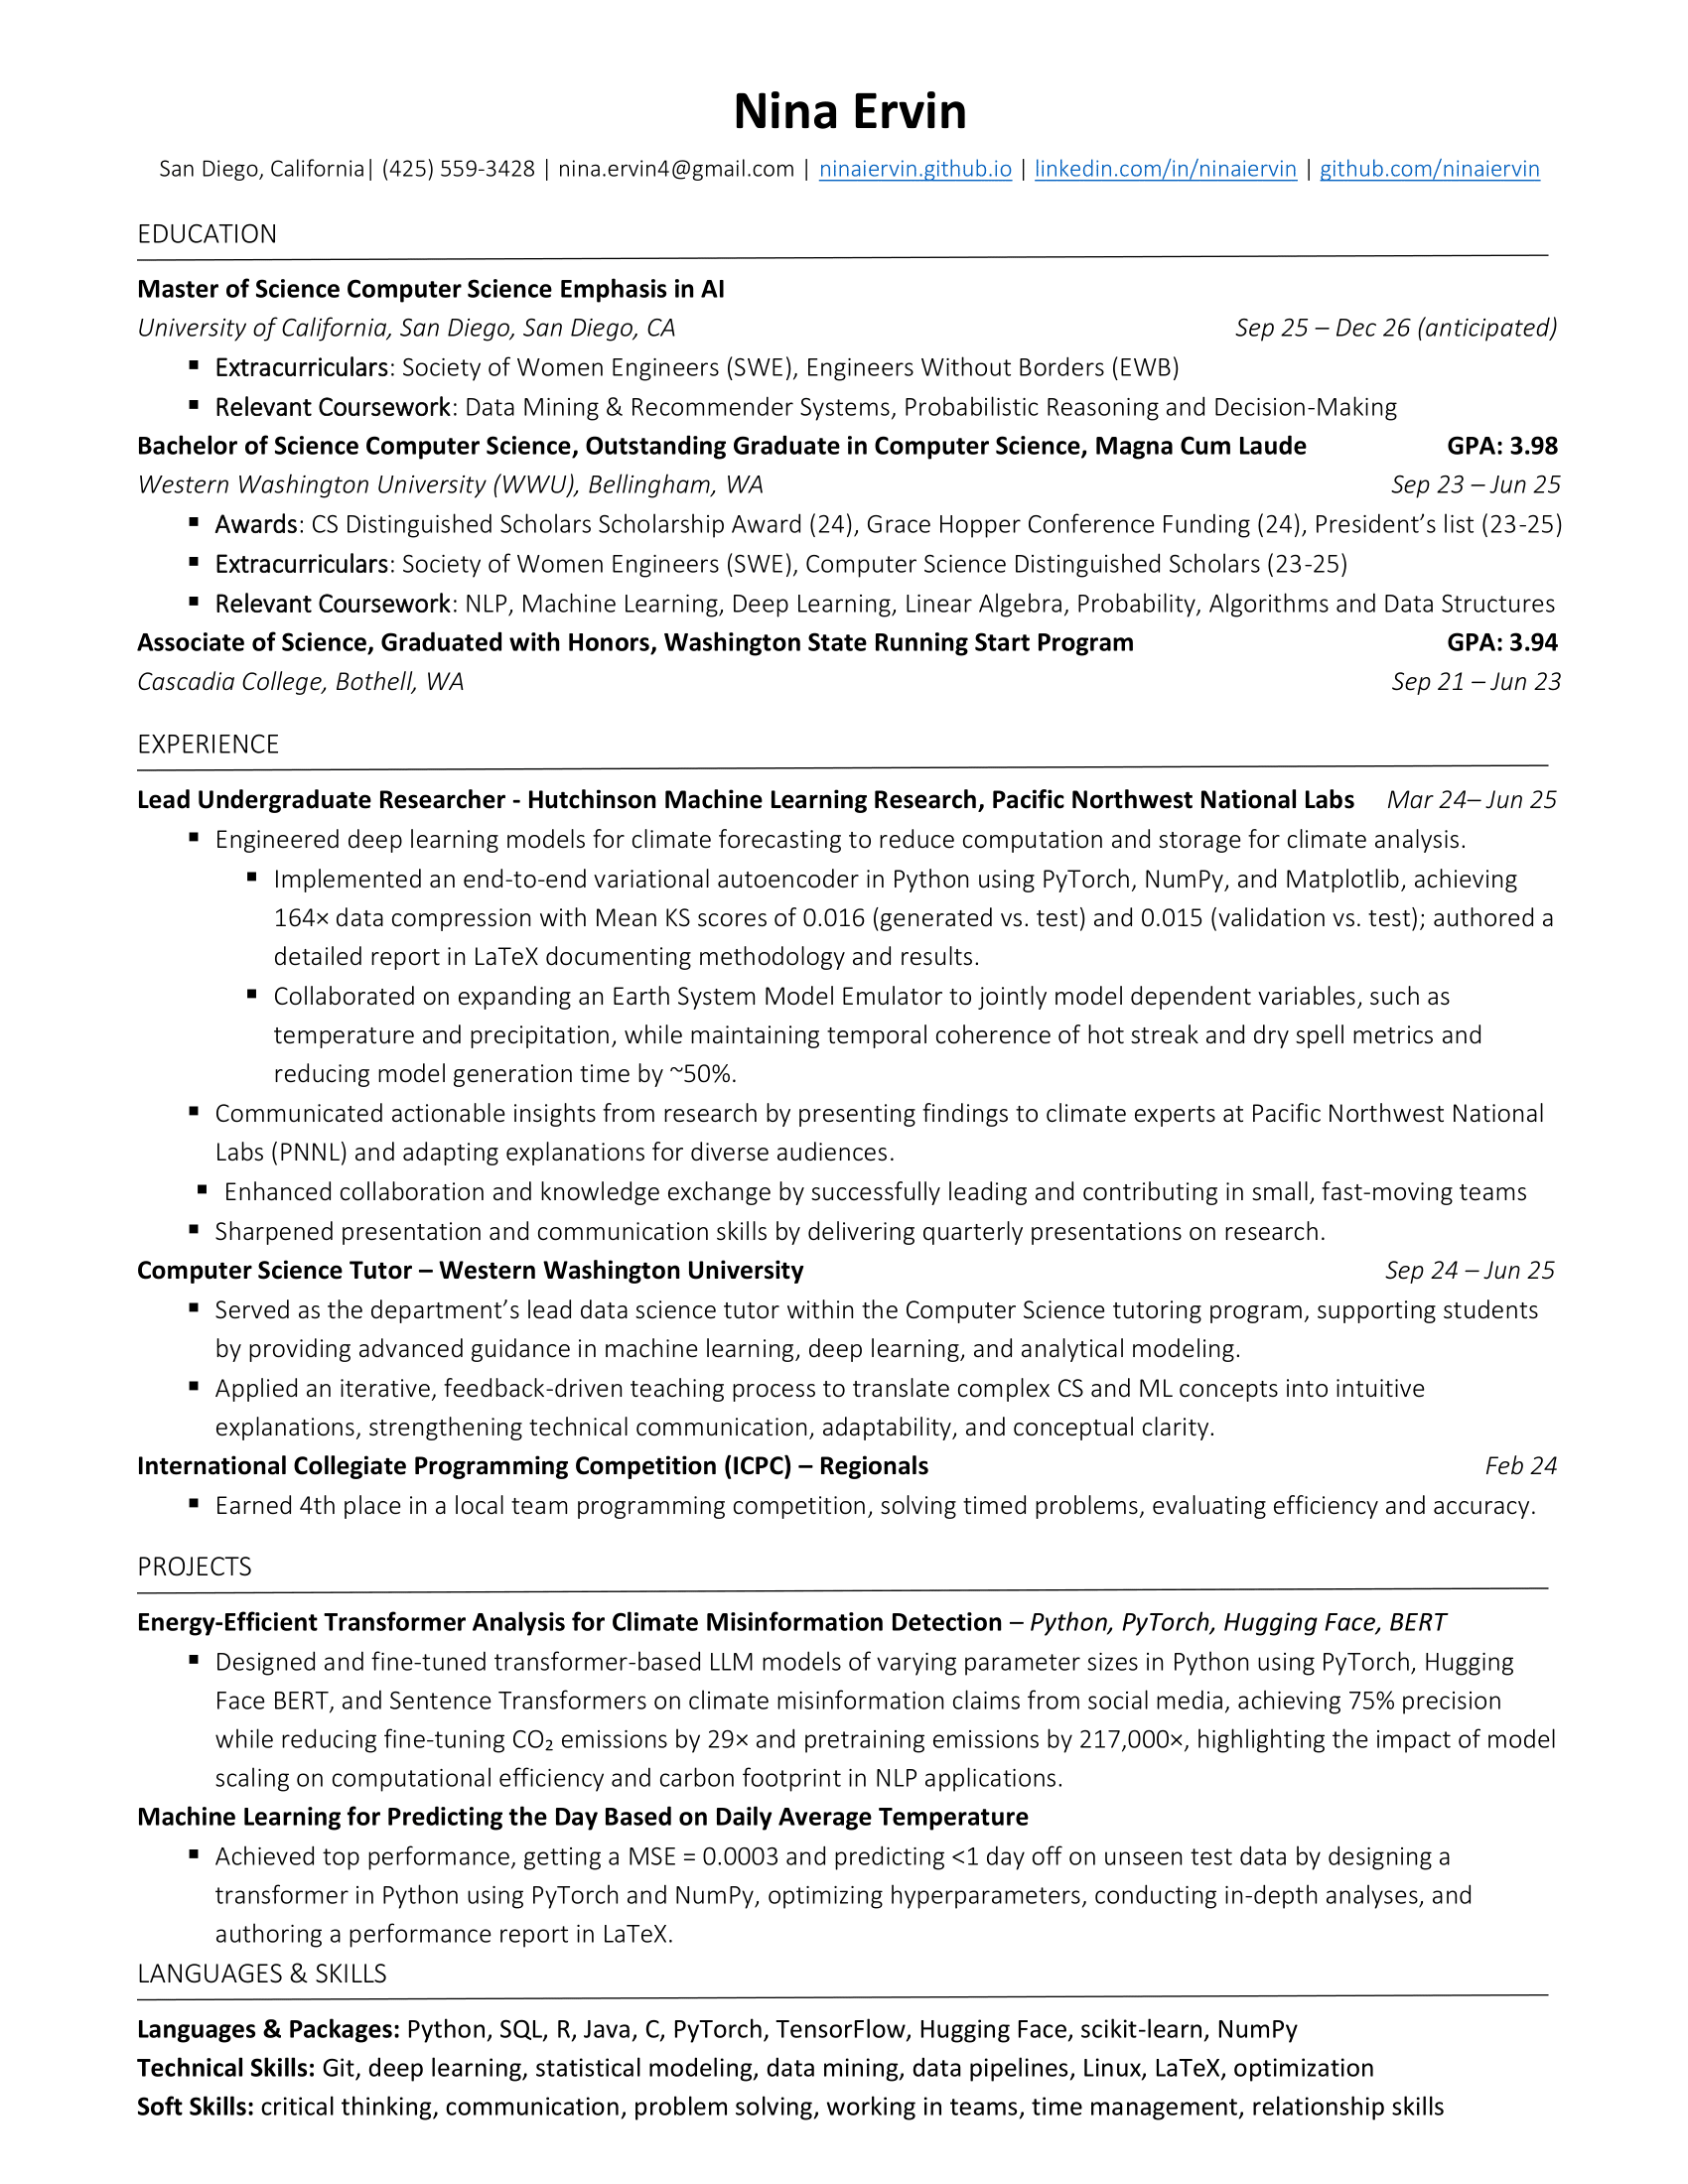 Nina Ervin
San Diego, California| (425) 559-3428 | nina.ervin4@gmail.com | ninaiervin.github.io | linkedin.com/in/ninaiervin | github.com/ninaiervin
EDUCATION
Master of Science Computer Science Emphasis in AI
University of California, San Diego, San Diego, CA Sep 25 – Dec 26 (anticipated)
▪ Extracurriculars: Society of Women Engineers (SWE), Engineers Without Borders (EWB)
▪ Relevant Coursework: Data Mining & Recommender Systems, Probabilistic Reasoning and Decision-Making
Bachelor of Science Computer Science, Outstanding Graduate in Computer Science, Magna Cum Laude GPA: 3.98
Western Washington University (WWU), Bellingham, WA Sep 23 – Jun 25
▪ Awards: CS Distinguished Scholars Scholarship Award (24), Grace Hopper Conference Funding (24), President’s list (23-25)
▪ Extracurriculars: Society of Women Engineers (SWE), Computer Science Distinguished Scholars (23-25)
▪ Relevant Coursework: NLP, Machine Learning, Deep Learning, Linear Algebra, Probability, Algorithms and Data Structures
Associate of Science, Graduated with Honors, Washington State Running Start Program GPA: 3.94
Cascadia College, Bothell, WA Sep 21 – Jun 23
EXPERIENCE
Lead Undergraduate Researcher - Hutchinson Machine Learning Research, Pacific Northwest National Labs Mar 24– Jun 25
▪ Engineered deep learning models for climate forecasting to reduce computation and storage for climate analysis.
▪ Implemented an end-to-end variational autoencoder in Python using PyTorch, NumPy, and Matplotlib, achieving
164× data compression with Mean KS scores of 0.016 (generated vs. test) and 0.015 (validation vs. test); authored a
detailed report in LaTeX documenting methodology and results.
▪ Collaborated on expanding an Earth System Model Emulator to jointly model dependent variables, such as
temperature and precipitation, while maintaining temporal coherence of hot streak and dry spell metrics and
reducing model generation time by ~50%.
▪ Communicated actionable insights from research by presenting findings to climate experts at Pacific Northwest National
Labs (PNNL) and adapting explanations for diverse audiences.
▪ Enhanced collaboration and knowledge exchange by successfully leading and contributing in small, fast-moving teams
▪ Sharpened presentation and communication skills by delivering quarterly presentations on research.
Computer Science Tutor – Western Washington University Sep 24 – Jun 25
▪ Served as the department’s lead data science tutor within the Computer Science tutoring program, supporting students
by providing advanced guidance in machine learning, deep learning, and analytical modeling.
▪ Applied an iterative, feedback-driven teaching process to translate complex CS and ML concepts into intuitive
explanations, strengthening technical communication, adaptability, and conceptual clarity.
International Collegiate Programming Competition (ICPC) – Regionals Feb 24
▪ Earned 4th place in a local team programming competition, solving timed problems, evaluating efficiency and accuracy.
PROJECTS
Energy-Efficient Transformer Analysis for Climate Misinformation Detection – Python, PyTorch, Hugging Face, BERT
▪ Designed and fine-tuned transformer-based LLM models of varying parameter sizes in Python using PyTorch, Hugging
Face BERT, and Sentence Transformers on climate misinformation claims from social media, achieving 75% precision
while reducing fine-tuning CO₂ emissions by 29× and pretraining emissions by 217,000×, highlighting the impact of model
scaling on computational efficiency and carbon footprint in NLP applications.
Machine Learning for Predicting the Day Based on Daily Average Temperature
▪ Achieved top performance, getting a MSE = 0.0003 and predicting <1 day off on unseen test data by designing a
transformer in Python using PyTorch and NumPy, optimizing hyperparameters, conducting in-depth analyses, and
authoring a performance report in LaTeX.
LANGUAGES & SKILLS
Languages & Packages: Python, SQL, R, Java, C, PyTorch, TensorFlow, Hugging Face, scikit-learn, NumPy
Technical Skills: Git, deep learning, statistical modeling, data mining, data pipelines, Linux, LaTeX, optimization
Soft Skills: critical thinking, communication, problem solving, working in teams, time management, relationship skills